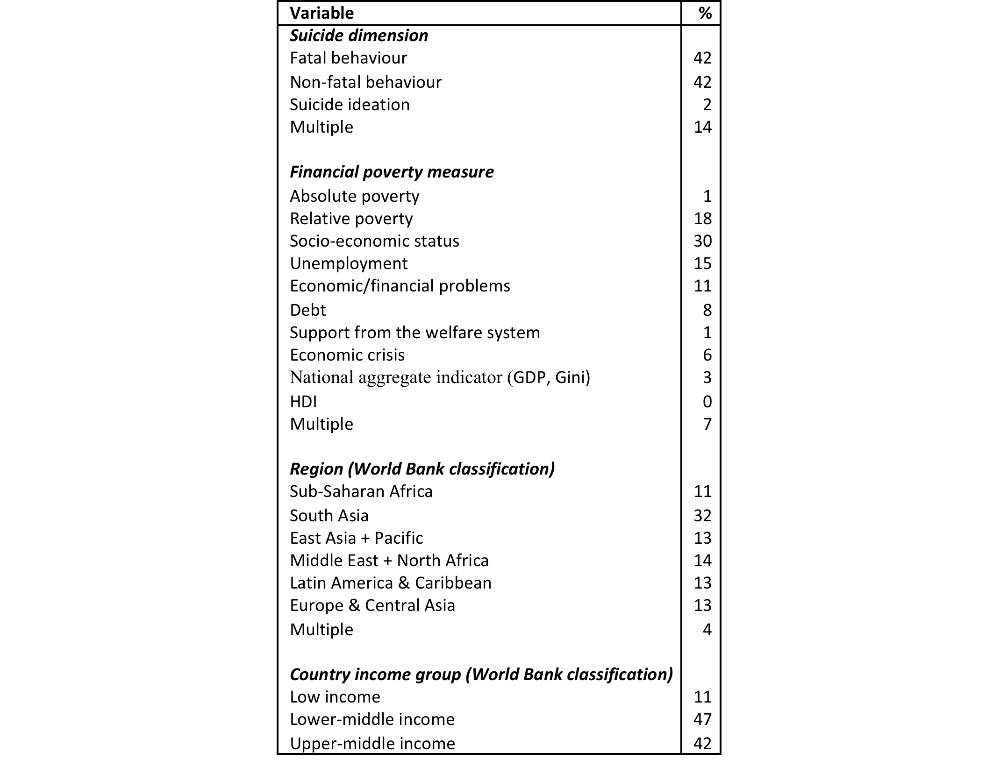 Variable %
Suicide dimension
Fatal behaviour 42
Non-fatal behaviour 42
Suicide ideation 2
Multiple 14
Financial poverty measure
Absolute poverty 1
Relative poverty 18
Socio-economic status 30
Unemployment 15
Economic/financial problems 11
Debt 8
Support from the welfare system 1
Economic crisis 6
National aggregate indicator (GDP, Gini) 3
HDI 0
Multiple 7
Region (World Bank classification)
Sub-Saharan Africa 11
South Asia 32
East Asia + Pacific 13
Middle East + North Africa 14
Latin America & Caribbean 13
Europe & Central Asia 13
Multiple 4
Country income group (World Bank classification)
Low income 11
Lower-middle income 47
Upper-middle income 42